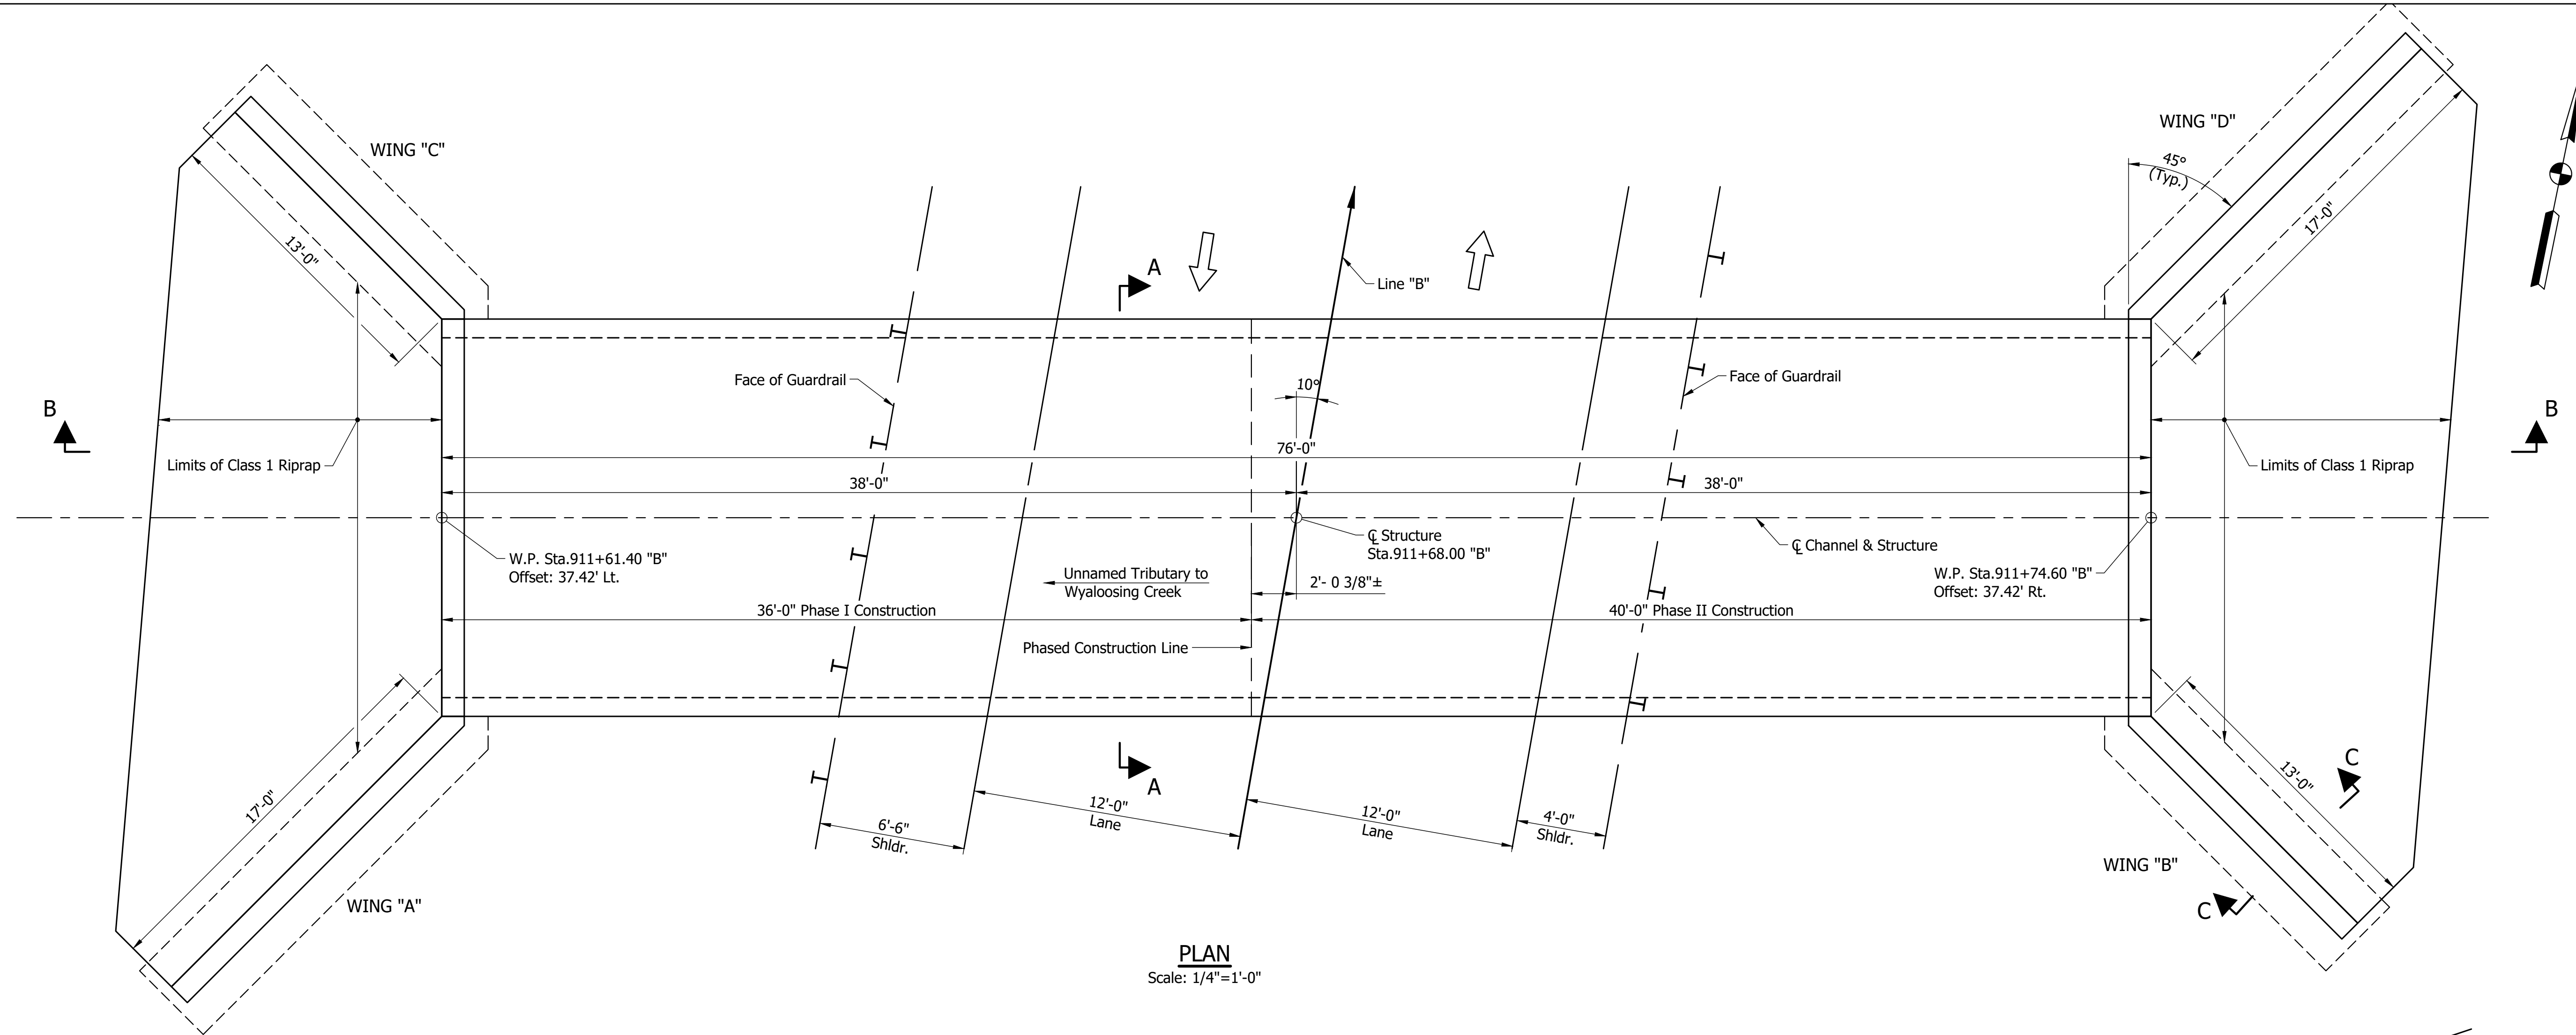 WING "C"
WING "D"
45°
(Typ.)
13'-0"
17'-0"
A
Line "B"
Face of Guardrail
10°
Face of Guardrail
B
B
76'-0"
Limits of Class 1 Riprap
Limits of Class 1 Riprap
38'-0"
38'-0"
℄ Structure
Sta.911+68.00 "B"
℄ Channel & Structure
W.P. Sta.911+61.40 "B"
Offset: 37.42' Lt.
Unnamed Tributary to
Wyaloosing Creek
2'- 0 3/8"±
W.P. Sta.911+74.60 "B"
Offset: 37.42' Rt.
36'-0" Phase I Construction
40'-0" Phase II Construction
Phased Construction Line
A
C
17'-0"
13'-0"
6'-6"
Shldr.
12'-0"
Lane
12'-0"
Lane
4'-0"
Shldr.
WING "A"
WING "B"
C
PLAN
Scale: 1/4"=1'-0"